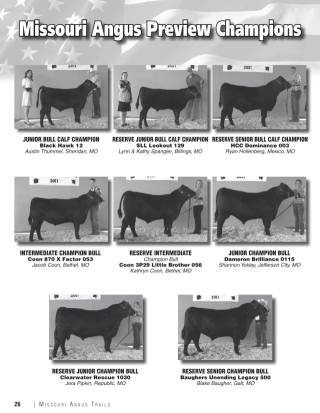 Missouri Angus Preview Champions
JUNIOR BULL CALF CHAMPION
Black Hawk 12
Austin Thummel, Sheridan, MO
RESERVE JUNIOR BULL CALF CHAMPION
SLL Lookout 129
Lynn & Kathy Spangler, Billings, MO
RESERVE SENIOR BULL CALF CHAMPION
HCC Dominance 003
Ryan Hollenberg, Mexico, MO
INTERMEDIATE CHAMPION BULL
Coon 870 X Factor 053
Jacob Coon, Bethel, MO
RESERVE INTERMEDIATE
Champion Bull
Coon 3P29 Little Brother 056
Kathryn Coon, Bethel, MO
JUNIOR CHAMPION BULL
Dameron Brilliance 0115
Shannon Yokley, Jefferson City, MO
RESERVE JUNIOR CHAMPION BULL
Clearwater Rescue 1030
Jera Pipkin, Republic, MO
RESERVE SENIOR CHAMPION BULL
Baughers Unending Legacy 500
Blake Baugher, Galt, MO
26 | MISSOURI ANGUS TRAILS